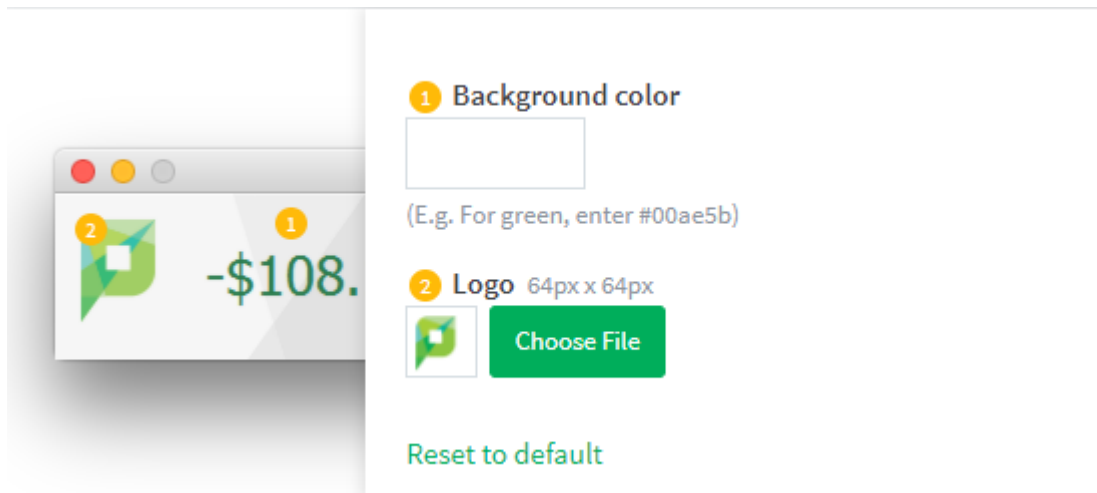 1 Background color
(E.g. For green, enter #00ae5b)
2 1
-$108.
2 Logo 64px x 64px
Choose File
Reset to default